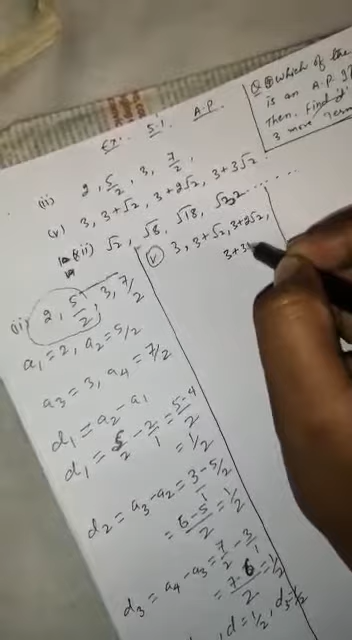 Ex. 5.1 A.P.
Q. Which of the
is an A.P. If
Then, find
3 more
(ii) 2, 5/2, 3, 7/2,
(v) 3, 3+√2, 3+2√2, 3+3√2.
√2, √8, √18, √32..........
(v) 3, 3+√2, 3+2√2,
3+3
(ii) 2, 5/2, 3, 7/2
a₁=2, a₂=5/2
a₃=3, a₄=7/2
d₁=a₂-a₁
d₁=5/2-2/1=5-4/2
=1/2
d₂=a₃-a₂=3/1-5/2
=6-5/2=1/2
d₃=a₄-a₃=7/2-3/1
=7-6/2=1/2
d=1/2,